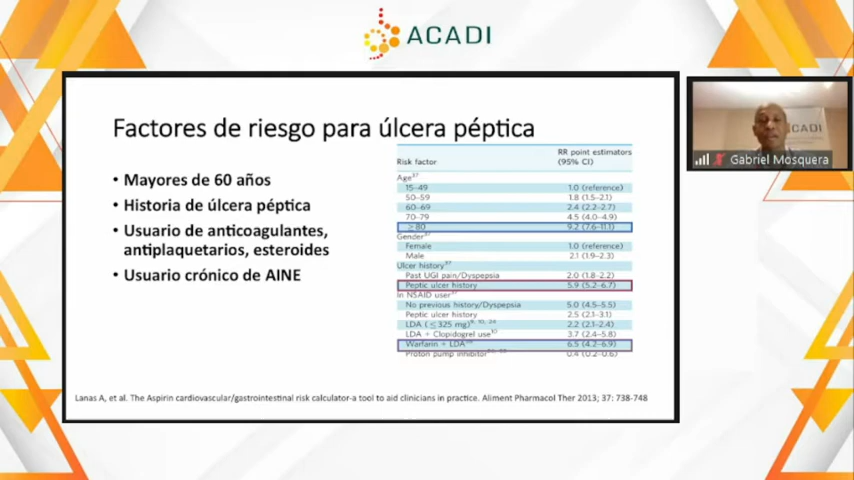 ACADI
Factores de riesgo para úlcera péptica
• Mayores de 60 años
• Historia de úlcera péptica
• Usuario de anticoagulantes,
antiplaquetarios, esteroides
• Usuario crónico de AINE
RR point estimators
Risk factor (95% CI)
Age
15–49 1.0 (reference)
50–59 1.8 (1.5–2.1)
60–69 2.4 (2.2–2.7)
70–79 4.5 (4.0–4.9)
≥80 9.2 (7.6–11.1)
Gender
Female 1.0 (reference)
Male 2.1 (1.9–2.3)
Ulcer history
Past UGI pain/Dyspepsia 2.0 (1.8–2.2)
Peptic ulcer history 5.9 (5.2–6.7)
In NSAID user
No previous history/Dyspepsia 5.0 (4.5–5.5)
Peptic ulcer history 2.5 (2.1–3.1)
LDA (≤325 mg) 2.2 (2.1–2.4)
LDA + Clopidogrel use 3.7 (2.4–5.8)
Warfarin + LDA 6.5 (4.2–6.9)
Proton pump inhibitor 0.4 (0.2–0.6)
Lanas A, et al. The Aspirin cardiovascular/gastrointestinal risk calculator-a tool to aid clinicians in practice. Aliment Pharmacol Ther 2013; 37: 738-748
CADI
Gabriel Mosquera